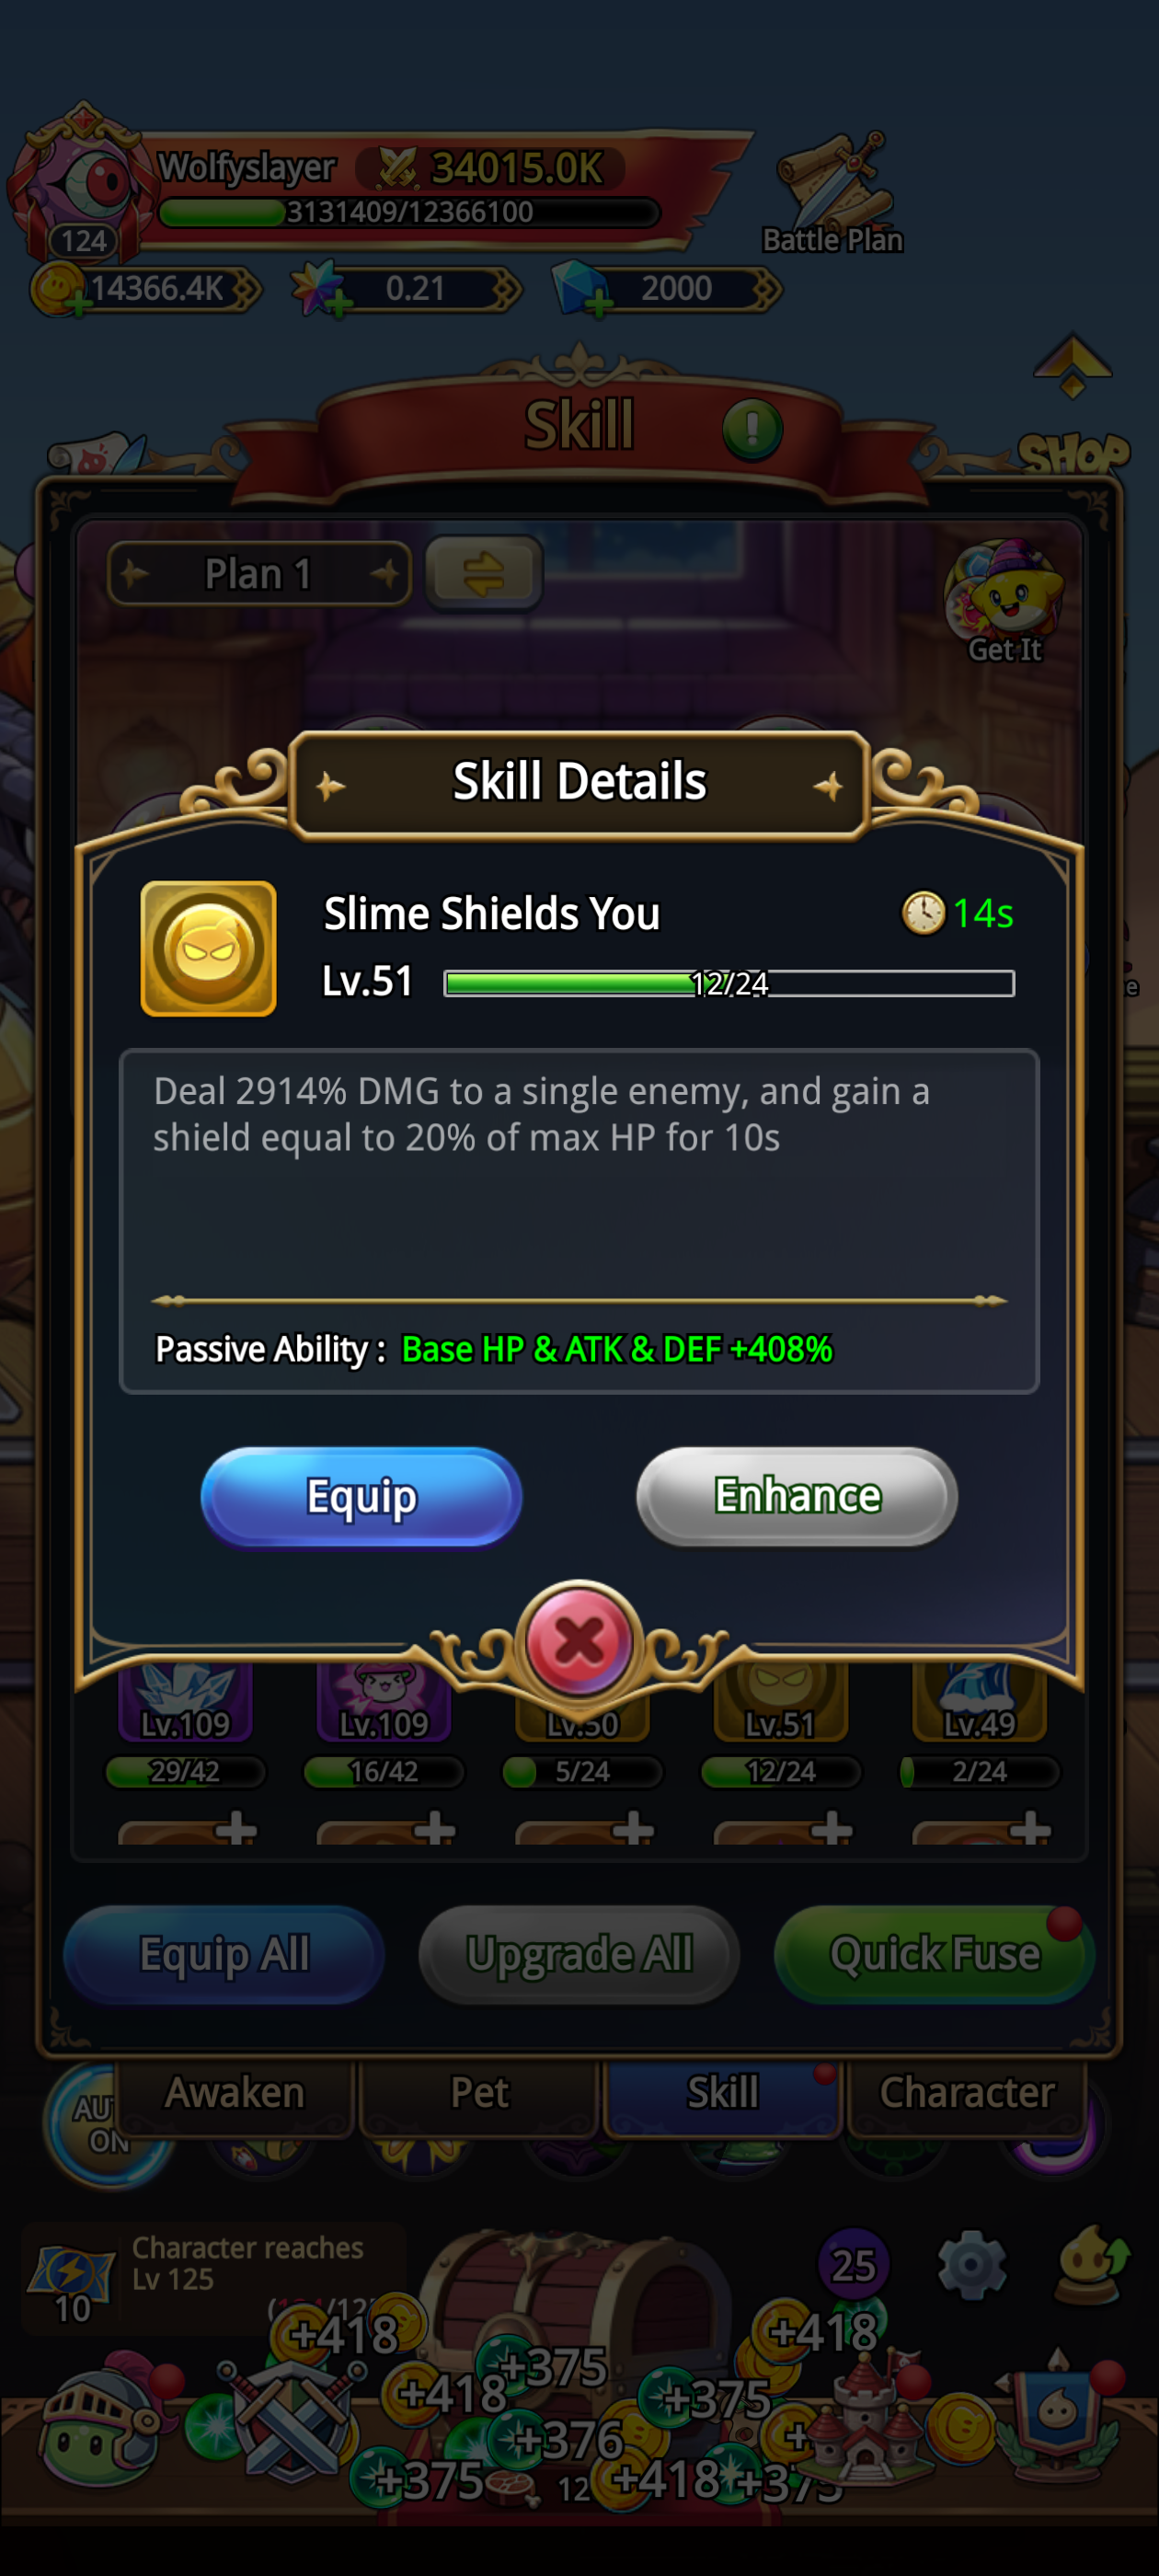 Wolfyslayer 34015.0K
3131409/12366100
124
Battle Plan
14366.4K 0.21 2000
Skill
SHOP
Plan 1
Get It
Skill Details
Slime Shields You 14s
Lv.51 12/24
Deal 2914% DMG to a single enemy, and gain a
shield equal to 20% of max HP for 10s
Passive Ability : Base HP & ATK & DEF +408%
Equip Enhance
Lv.109 Lv.109 Lv.50 Lv.51 Lv.49
29/42 16/42 5/24 12/24 2/24
Equip All Upgrade All Quick Fuse
Awaken Pet Skill Character
ON
Character reaches
Lv 125
10
25
+418 +418
+375
+418 +375
+376
+375 +418